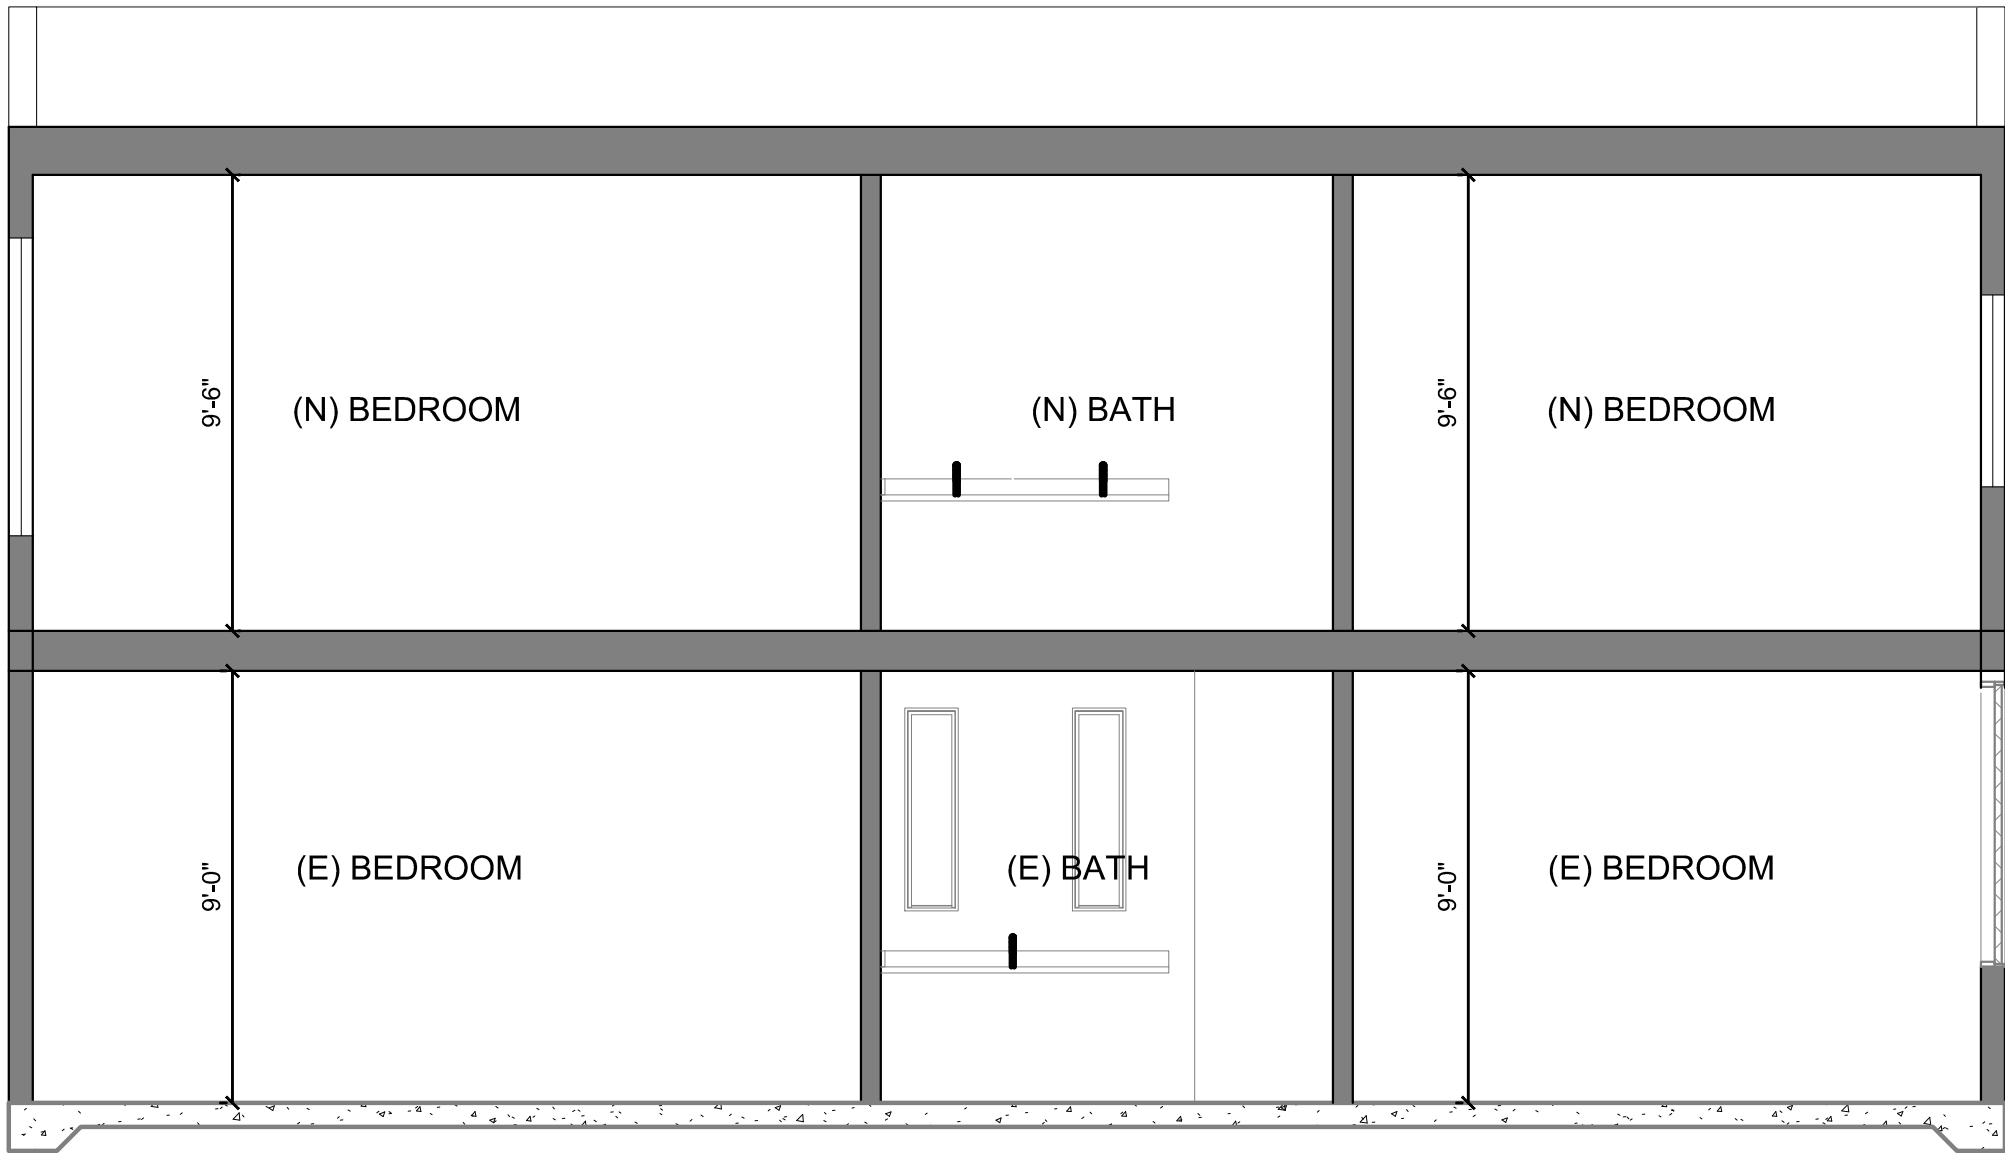 9'-6"
(N) BEDROOM
(N) BATH
9'-6"
(N) BEDROOM
9'-0"
(E) BEDROOM
(E) BATH
9'-0"
(E) BEDROOM